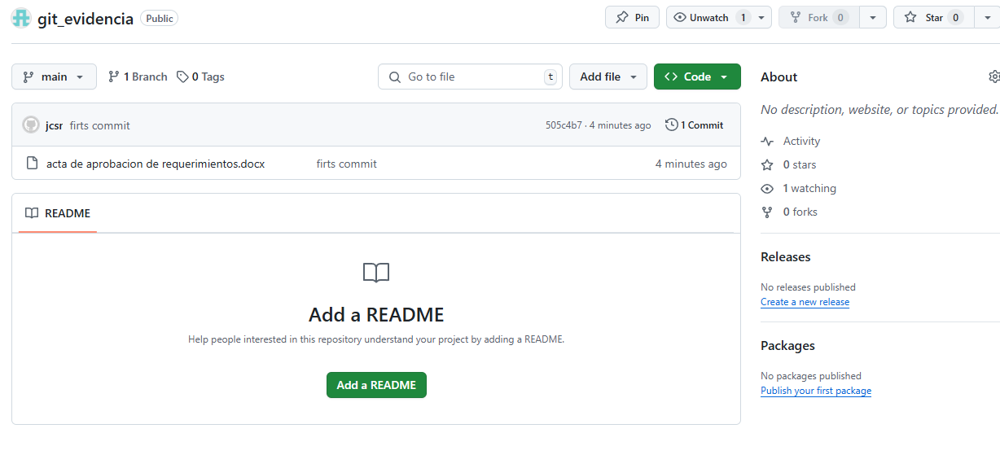 git_evidencia Public Pin Unwatch 1 Fork 0 Star 0
main 1 Branch 0 Tags Go to file t Add file Code
jcsr firts commit 505c4b7 · 4 minutes ago 1 Commit
acta de aprobacion de requerimientos.docx firts commit 4 minutes ago
README
Add a README
Help people interested in this repository understand your project by adding a README.
Add a README
About
No description, website, or topics provided.
Activity
0 stars
1 watching
0 forks
Releases
No releases published
Create a new release
Packages
No packages published
Publish your first package